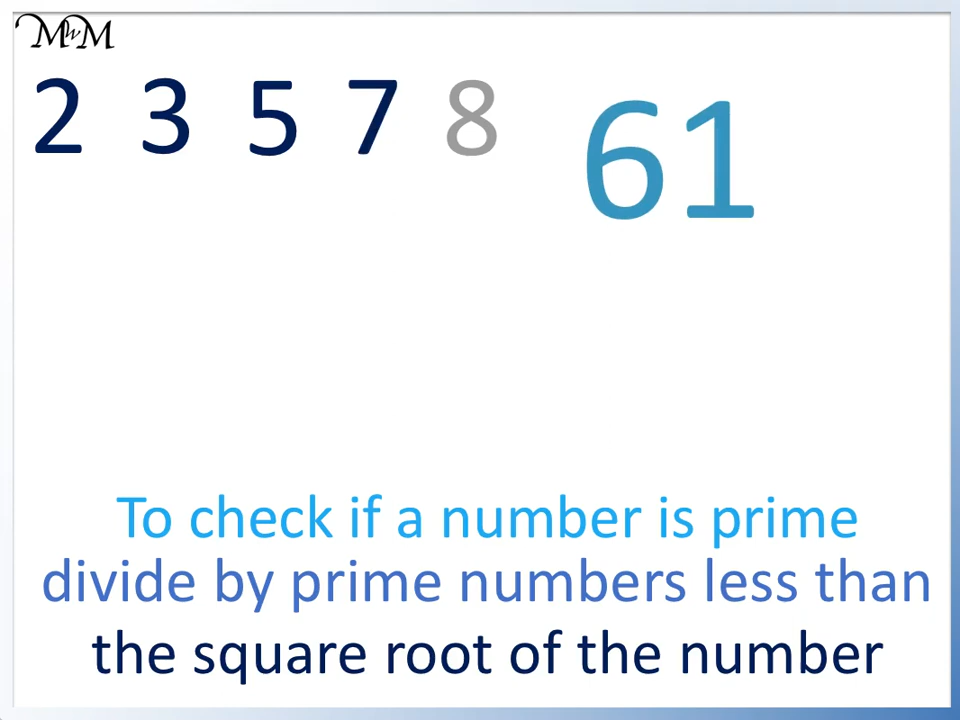 MwM
2 3 5 7 8 61
To check if a number is prime
divide by prime numbers less than
the square root of the number